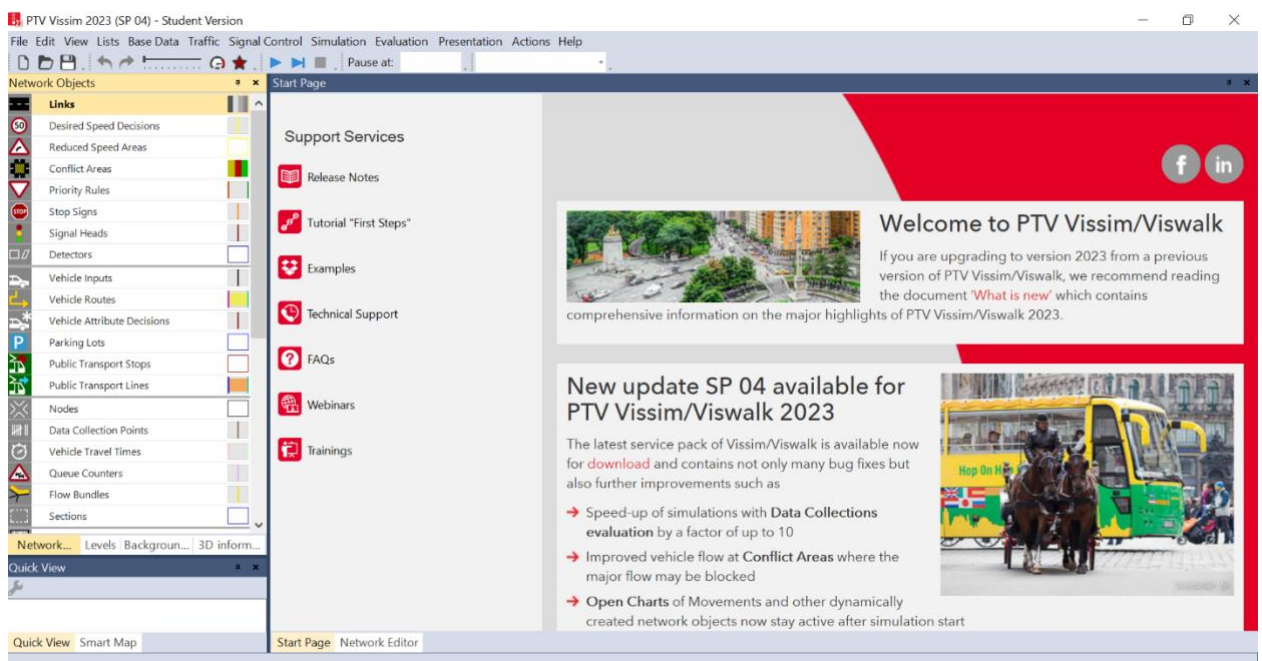 PTV Vissim 2023 (SP 04) - Student Version
File Edit View Lists Base Data Traffic Signal Control Simulation Evaluation Presentation Actions Help
Pause at:
Network Objects
Links
50 Desired Speed Decisions
Reduced Speed Areas
Conflict Areas
Priority Rules
STOP Stop Signs
Signal Heads
Detectors
Vehicle Inputs
Vehicle Routes
Vehicle Attribute Decisions
P Parking Lots
Public Transport Stops
Public Transport Lines
Nodes
Data Collection Points
Vehicle Travel Times
Queue Counters
Flow Bundles
Sections
Network... Levels Backgroun... 3D inform...
Quick View
Quick View Smart Map
Start Page
Support Services
Release Notes
Tutorial "First Steps"
Examples
Technical Support
FAQs
Webinars
Trainings
f in
Welcome to PTV Vissim/Viswalk
If you are upgrading to version 2023 from a previous
version of PTV Vissim/Viswalk, we recommend reading
the document 'What is new' which contains
comprehensive information on the major highlights of PTV Vissim/Viswalk 2023.
New update SP 04 available for
PTV Vissim/Viswalk 2023
The latest service pack of Vissim/Viswalk is available now
for download and contains not only many bug fixes but
also further improvements such as
Speed-up of simulations with Data Collections
evaluation by a factor of up to 10
Improved vehicle flow at Conflict Areas where the
major flow may be blocked
Open Charts of Movements and other dynamically
created network objects now stay active after simulation start
Hop On
Start Page Network Editor